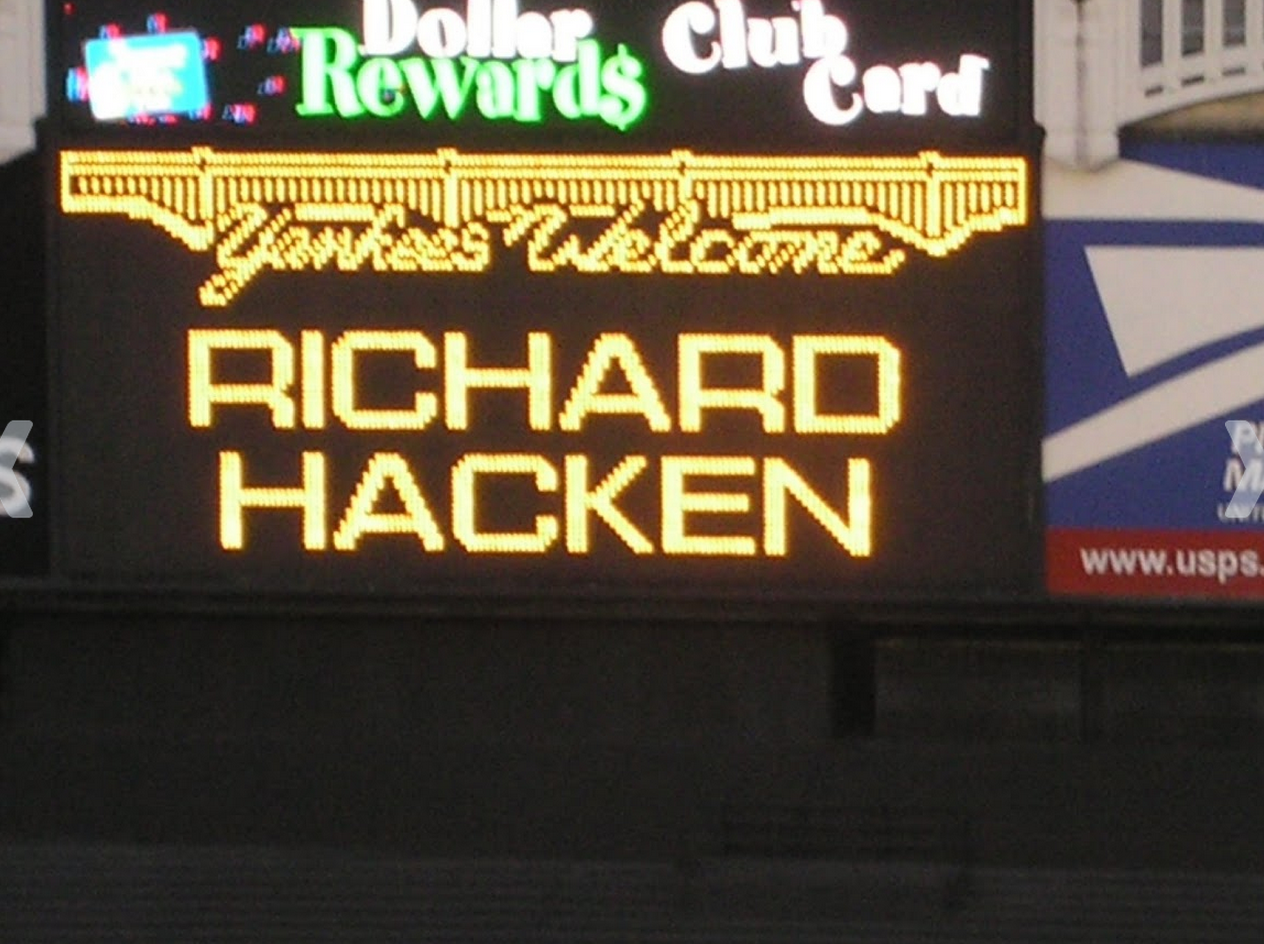 Dollar Club
Rewards Card
Yankees Welcome
RICHARD
HACKEN
www.usps.